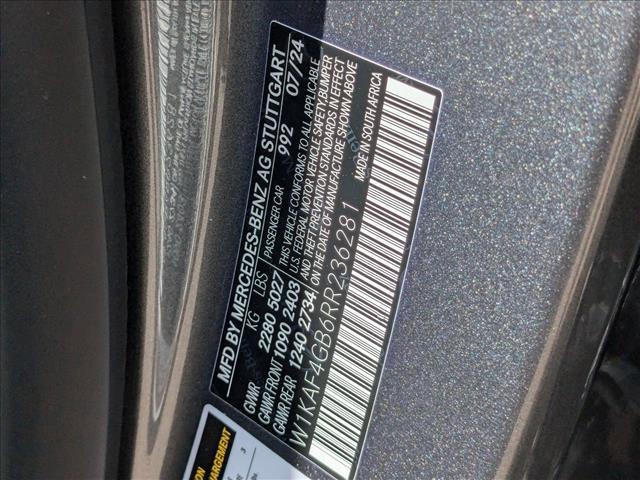 MFD BY MERCEDES-BENZ AG STUTTGART
PASSENGER CAR 992 07/24
KG LBS
GVWR 2280 5027
GAWR FRONT 1090 2403
GAWR REAR 1240 2734
THIS VEHICLE CONFORMS TO ALL APPLICABLE
U.S. FEDERAL MOTOR VEHICLE SAFETY, BUMPER
AND THEFT PREVENTION STANDARDS IN EFFECT
ON THE DATE OF MANUFACTURE SHOWN ABOVE
W1KAF4GB6RR236281
MADE IN SOUTH AFRICA